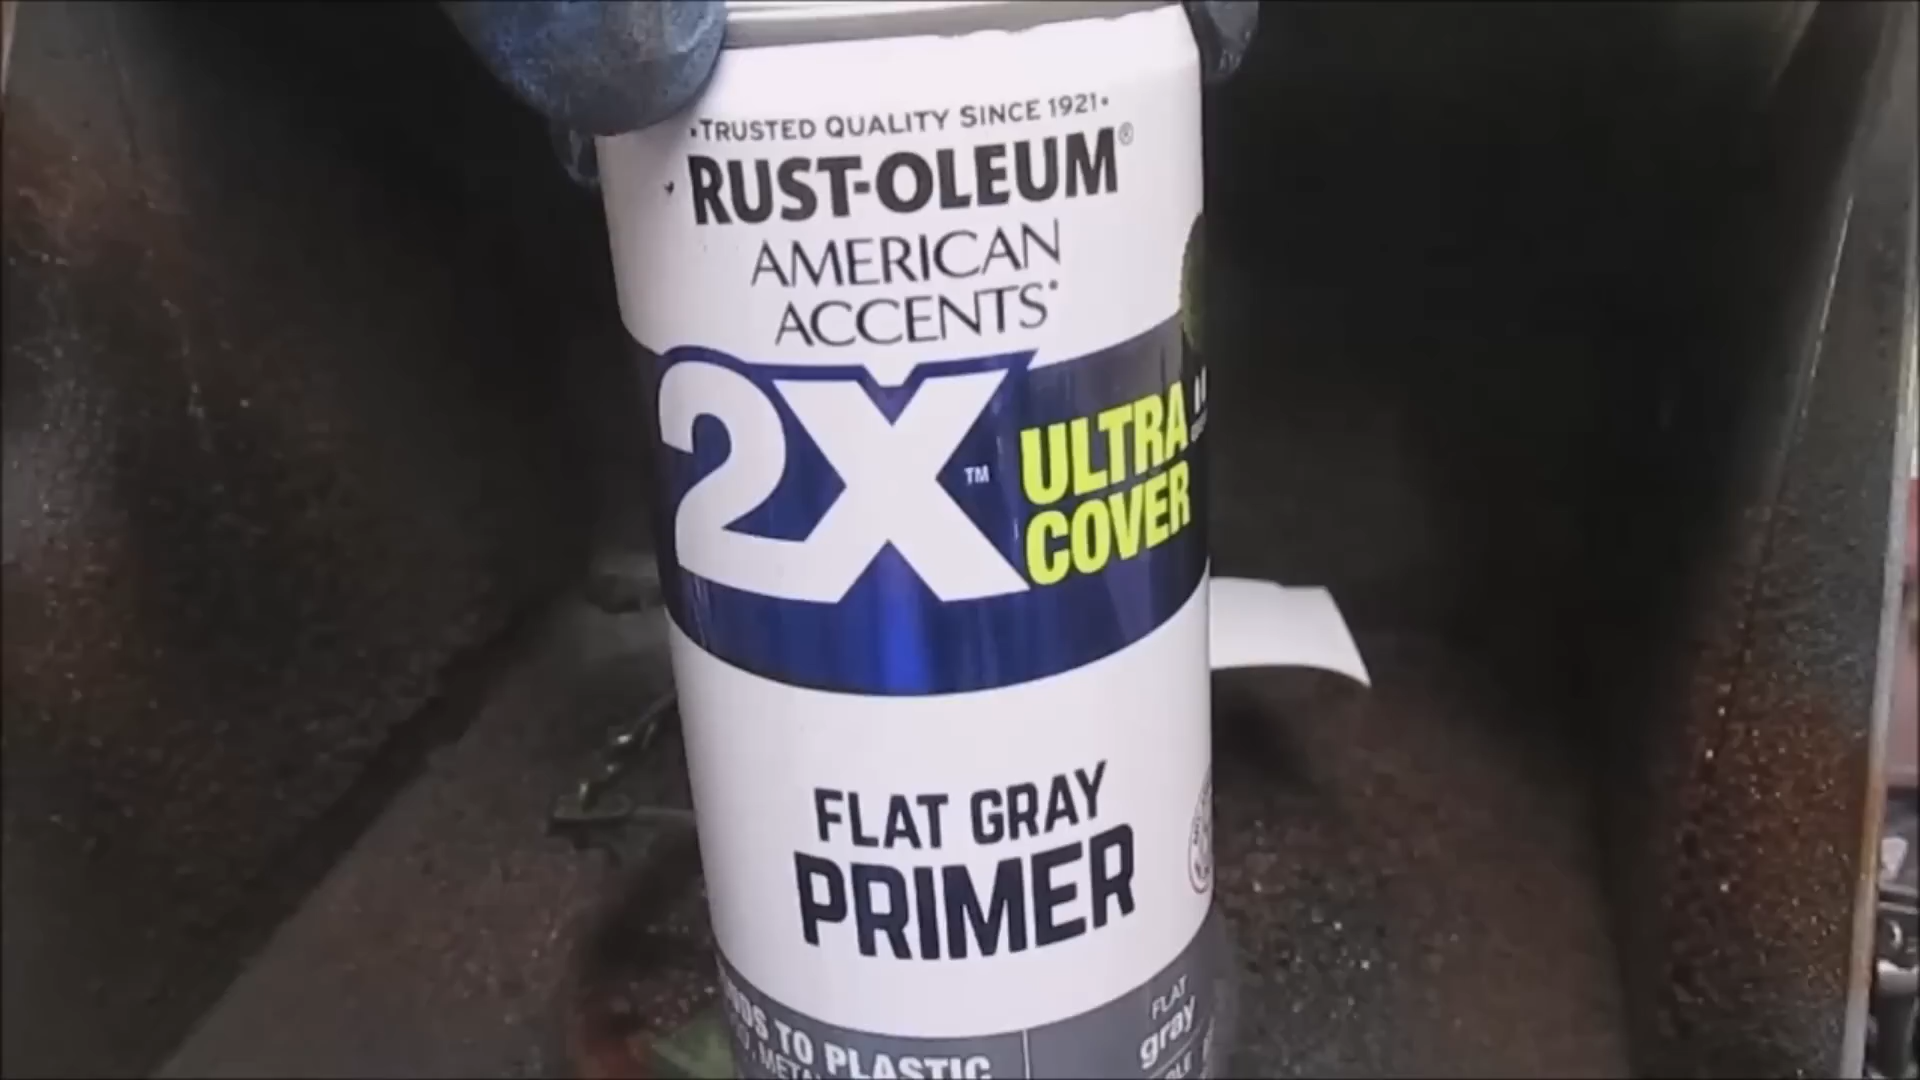 •TRUSTED QUALITY SINCE 1921•
RUST-OLEUM®
AMERICAN
ACCENTS®
2X™ ULTRA
COVER
FLAT GRAY
PRIMER
TO PLASTIC
FLAT
gray